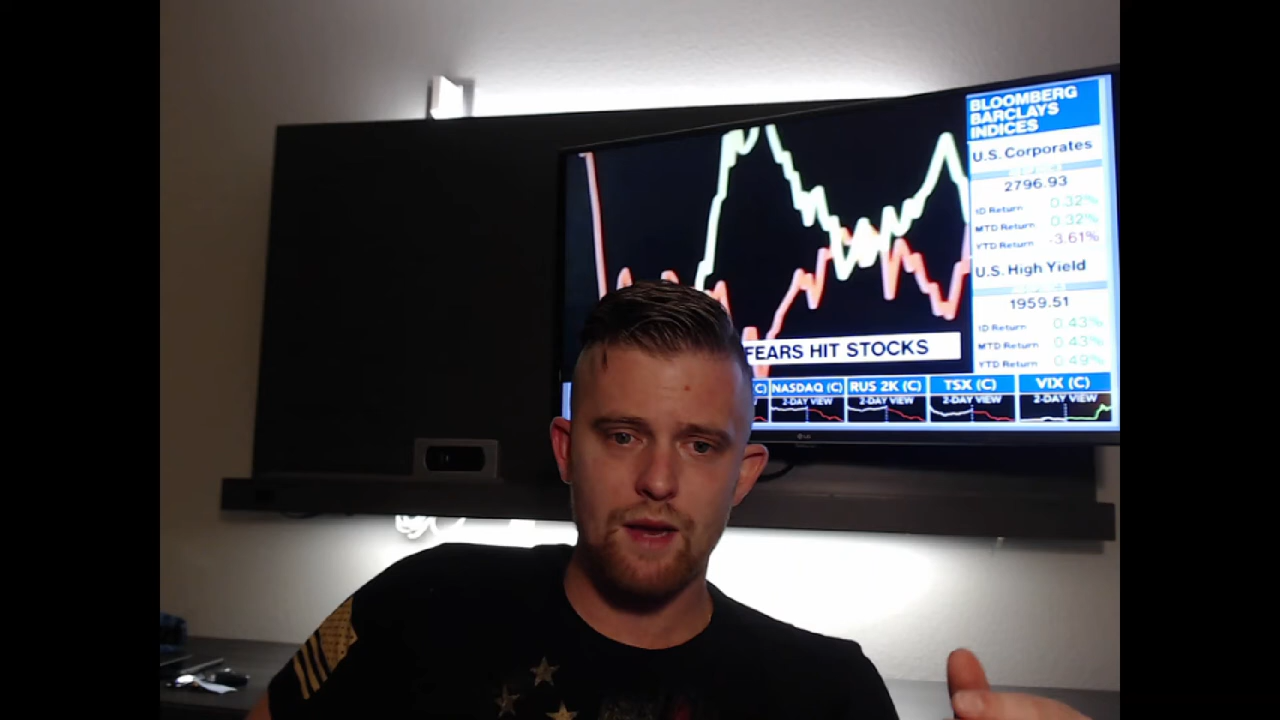 BLOOMBERG
BARCLAYS
INDICES
U.S. Corporates
2796.93
1D Return 0.32%
MTD Return 0.32%
YTD Return -3.61%
U.S. High Yield
1959.51
1D Return 0.43%
MTD Return 0.43%
YTD Return 0.49%
FEARS HIT STOCKS
(C) NASDAQ (C) RUS 2K (C) TSX (C) VIX (C)
2-DAY VIEW 2-DAY VIEW 2-DAY VIEW 2-DAY VIEW
LG